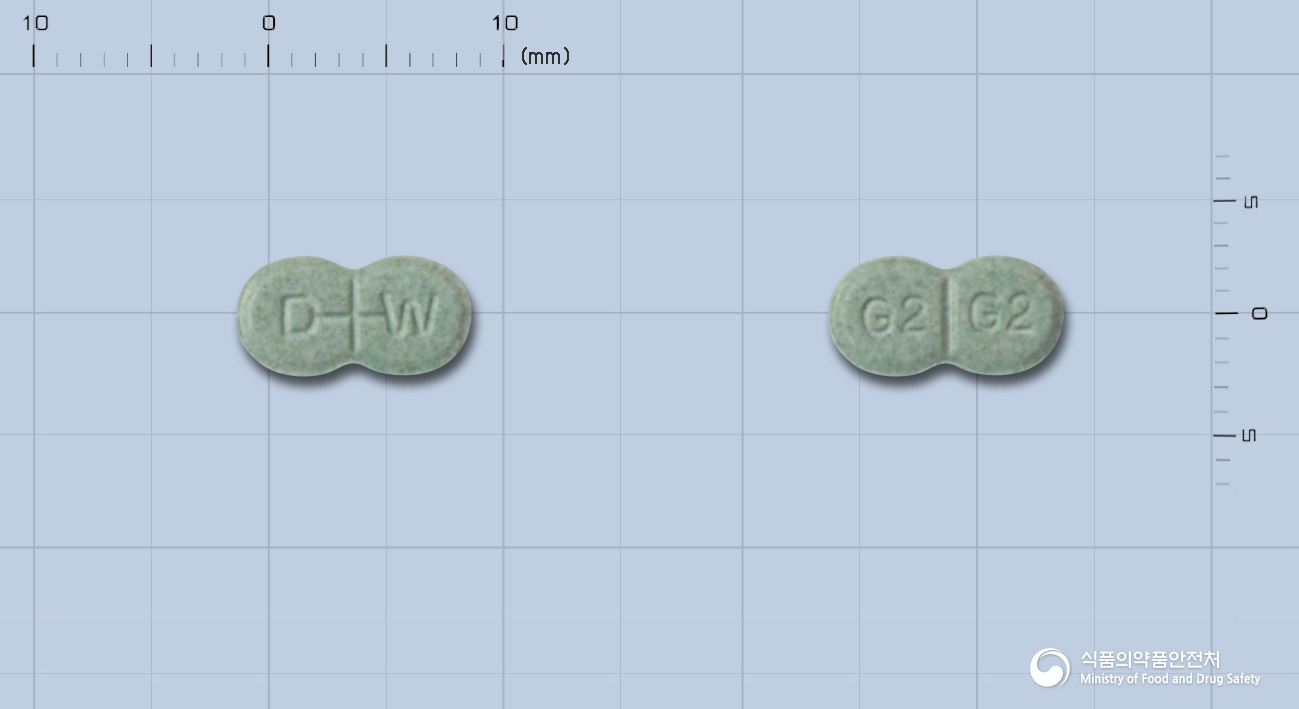 10 0 10
(mm)
5
0
5
D W
G2 G2
식품의약품안전처
Ministry of Food and Drug Safety